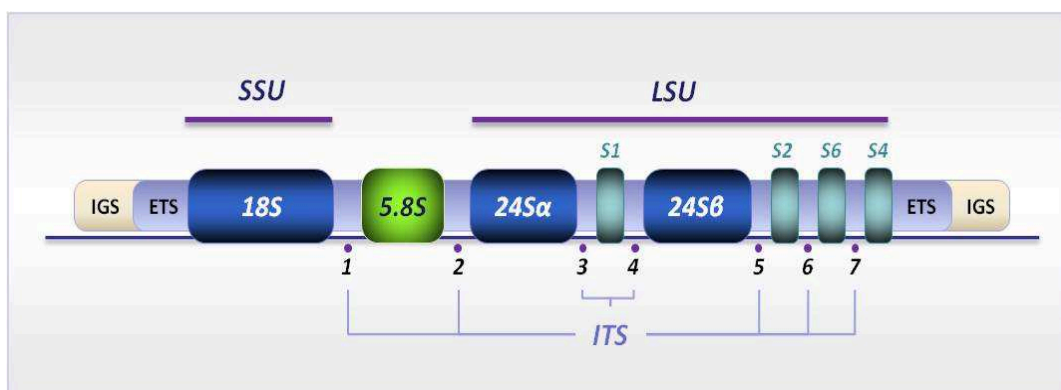 SSU LSU
S1 S2 S6 S4
IGS ETS 18S 5.8S 24Sα 24Sβ ETS IGS
1 2 3 4 5 6 7
ITS